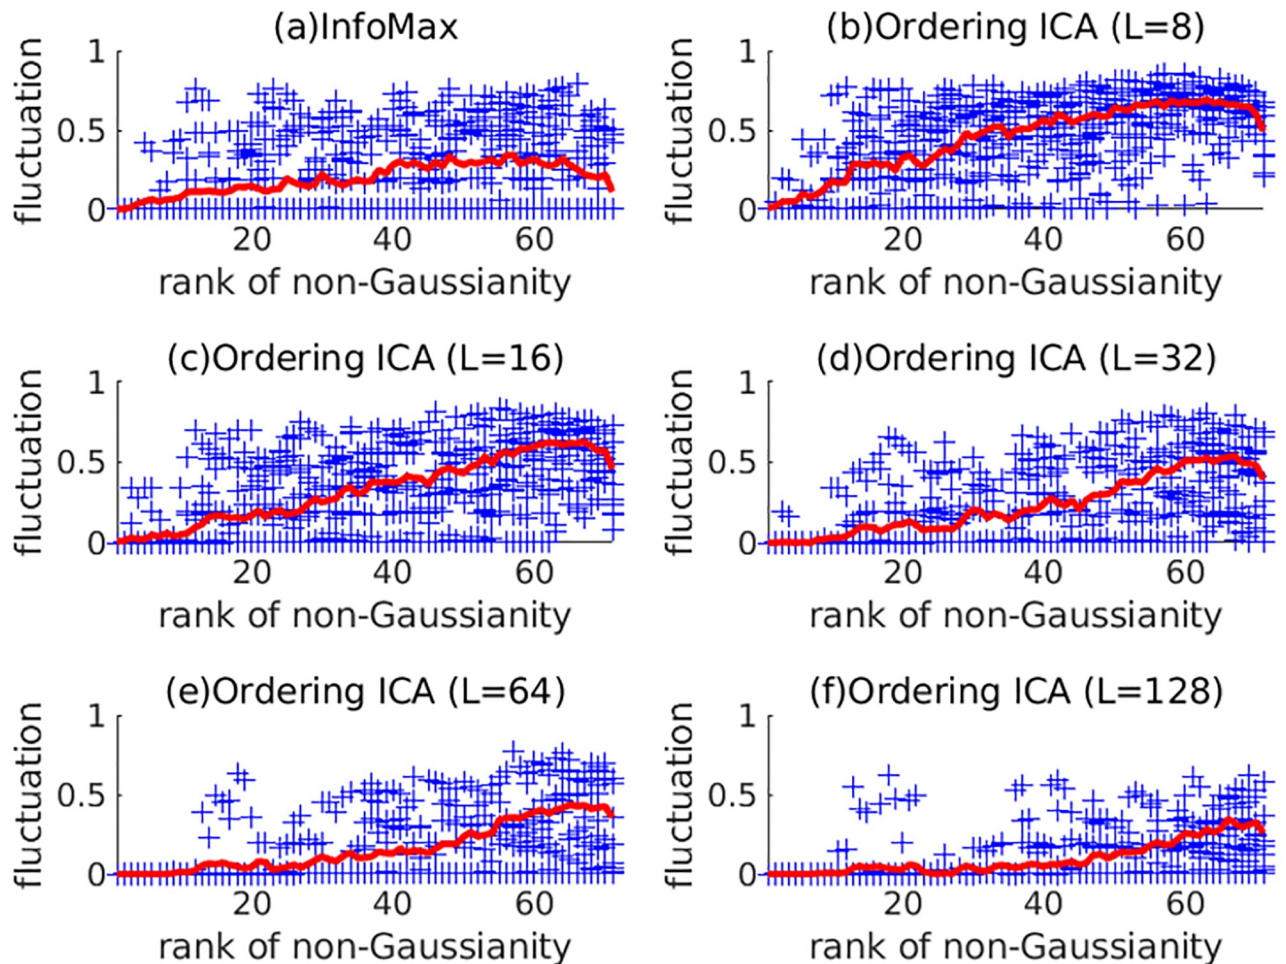 (a)InfoMax
1
0.5
0
fluctuation
20 40 60
rank of non-Gaussianity
(b)Ordering ICA (L=8)
1
0.5
0
fluctuation
20 40 60
rank of non-Gaussianity
(c)Ordering ICA (L=16)
1
0.5
0
fluctuation
20 40 60
rank of non-Gaussianity
(d)Ordering ICA (L=32)
1
0.5
0
fluctuation
20 40 60
rank of non-Gaussianity
(e)Ordering ICA (L=64)
1
0.5
0
fluctuation
20 40 60
rank of non-Gaussianity
(f)Ordering ICA (L=128)
1
0.5
0
fluctuation
20 40 60
rank of non-Gaussianity